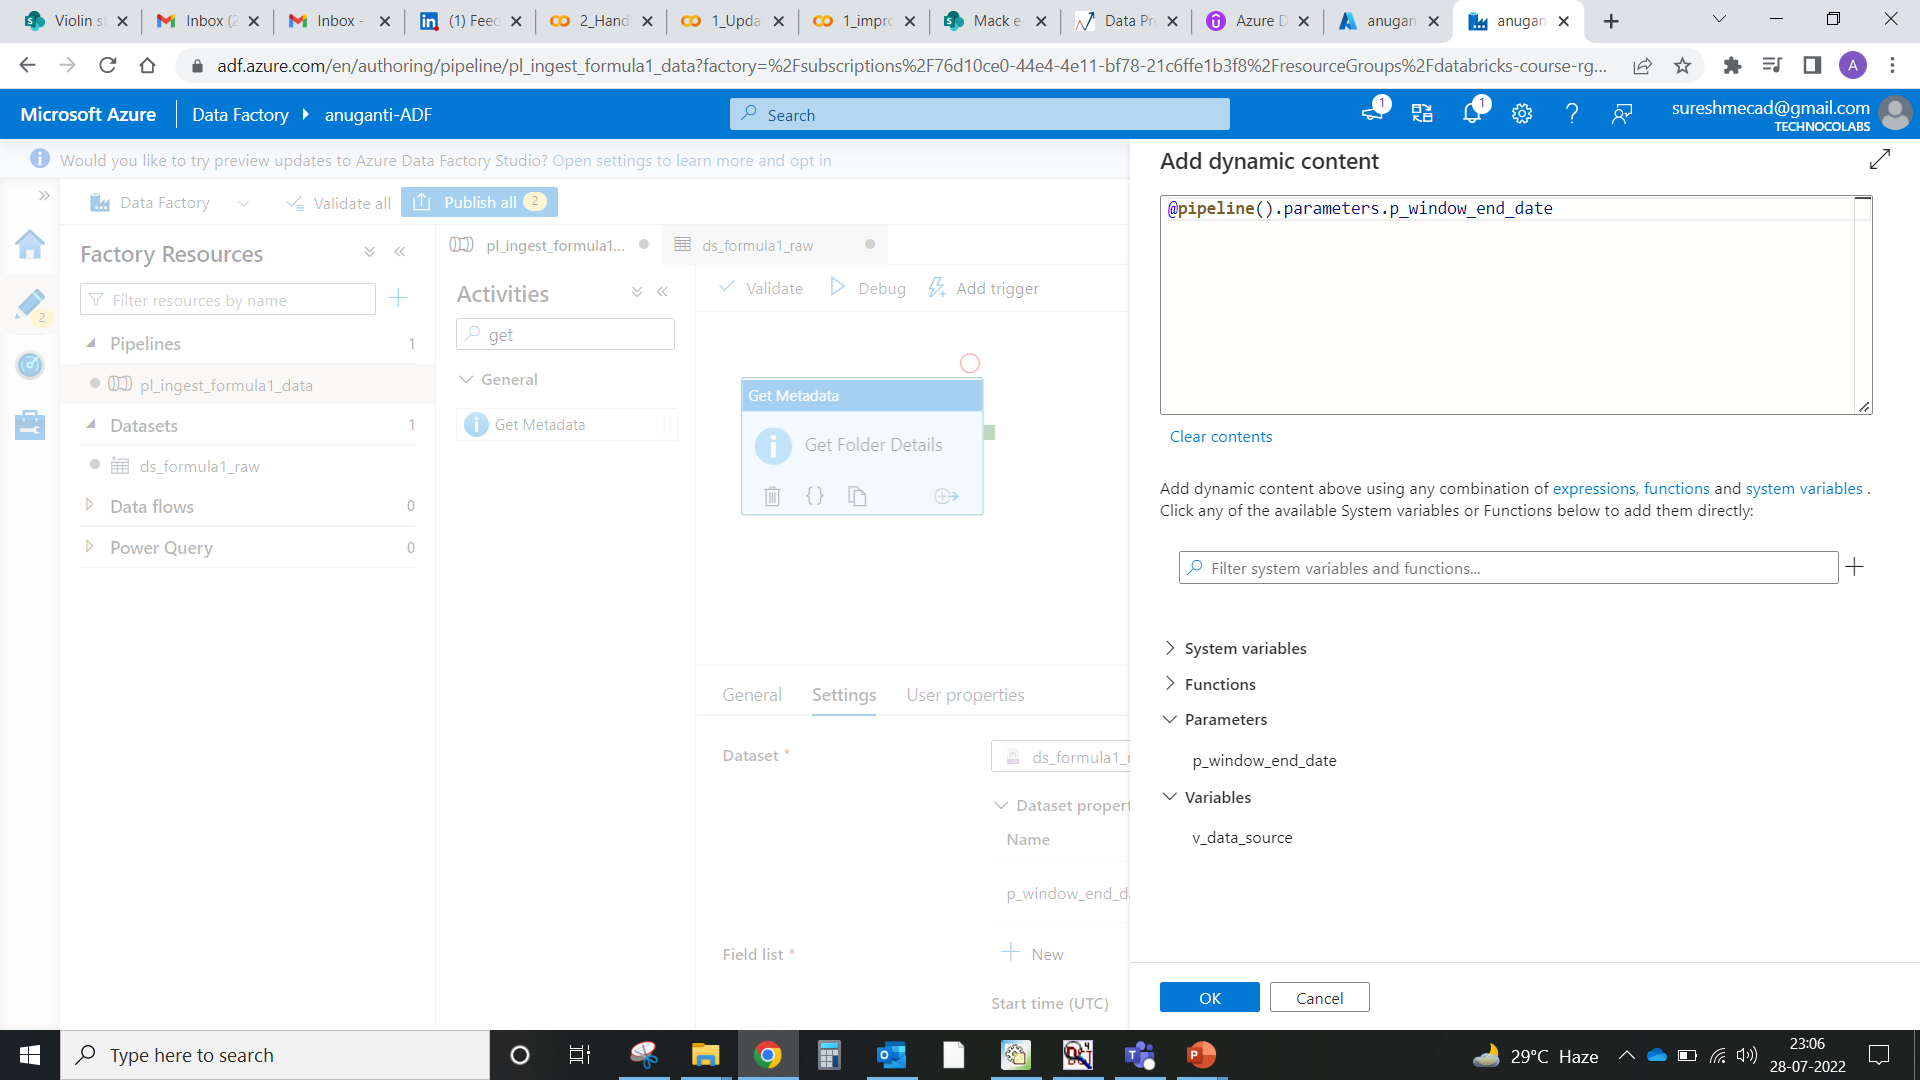 Violin st
Inbox (2
Inbox -
(1) Feed
2_Handl
1_Upda
1_impro
Mack e-
Data Pre
Azure D
anugan
anugan
adf.azure.com/en/authoring/pipeline/pl_ingest_formula1_data?factory=%2Fsubscriptions%2F76d10ce0-44e4-4e11-bf78-21c6ffe1b3f8%2FresourceGroups%2Fdatabricks-course-rg...
A
Microsoft Azure
Data Factory
anuganti-ADF
Search
1
1
sureshmecad@gmail.com
TECHNOCOLABS
Would you like to try preview updates to Azure Data Factory Studio? Open settings to learn more and opt in
Data Factory
Validate all
Publish all 2
Factory Resources
Filter resources by name
2
Pipelines 1
pl_ingest_formula1_data
Datasets 1
ds_formula1_raw
Data flows 0
Power Query 0
pl_ingest_formula1...
ds_formula1_raw
Activities
get
General
Get Metadata
Validate
Debug
Add trigger
Get Metadata
Get Folder Details
General
Settings
User properties
Dataset *
ds_formula1_r
Dataset propert
Name
p_window_end_da
Field list *
New
Start time (UTC)
Add dynamic content
@pipeline().parameters.p_window_end_date
Clear contents
Add dynamic content above using any combination of expressions, functions and system variables .
Click any of the available System variables or Functions below to add them directly:
Filter system variables and functions...
System variables
Functions
Parameters
p_window_end_date
Variables
v_data_source
OK
Cancel
Type here to search
29°C Haze
23:06
28-07-2022